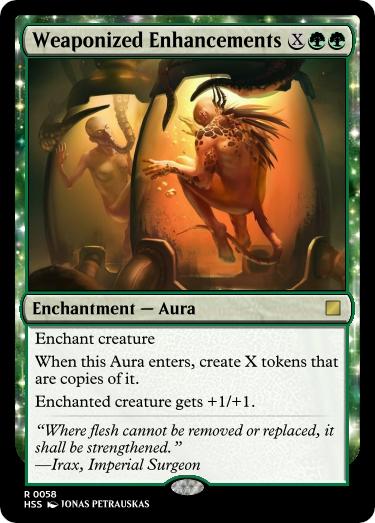 Weaponized Enhancements X
Enchantment — Aura
Enchant creature
When this Aura enters, create X tokens that
are copies of it.
Enchanted creature gets +1/+1.
“Where flesh cannot be removed or replaced, it
shall be strengthened.”
—Irax, Imperial Surgeon
R 0058
HSS JONAS PETRAUSKAS